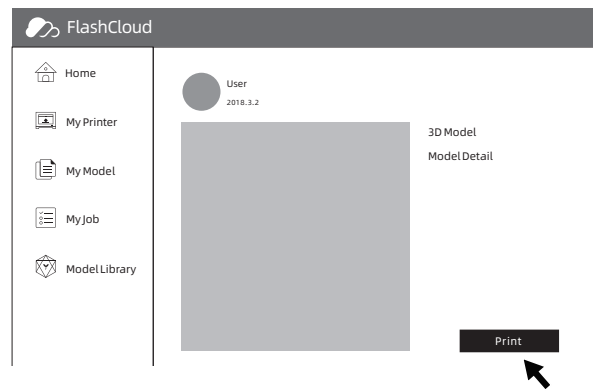 FlashCloud
Home
My Printer
My Model
My Job
Model Library
User
2018.3.2
3D Model
Model Detail
Print